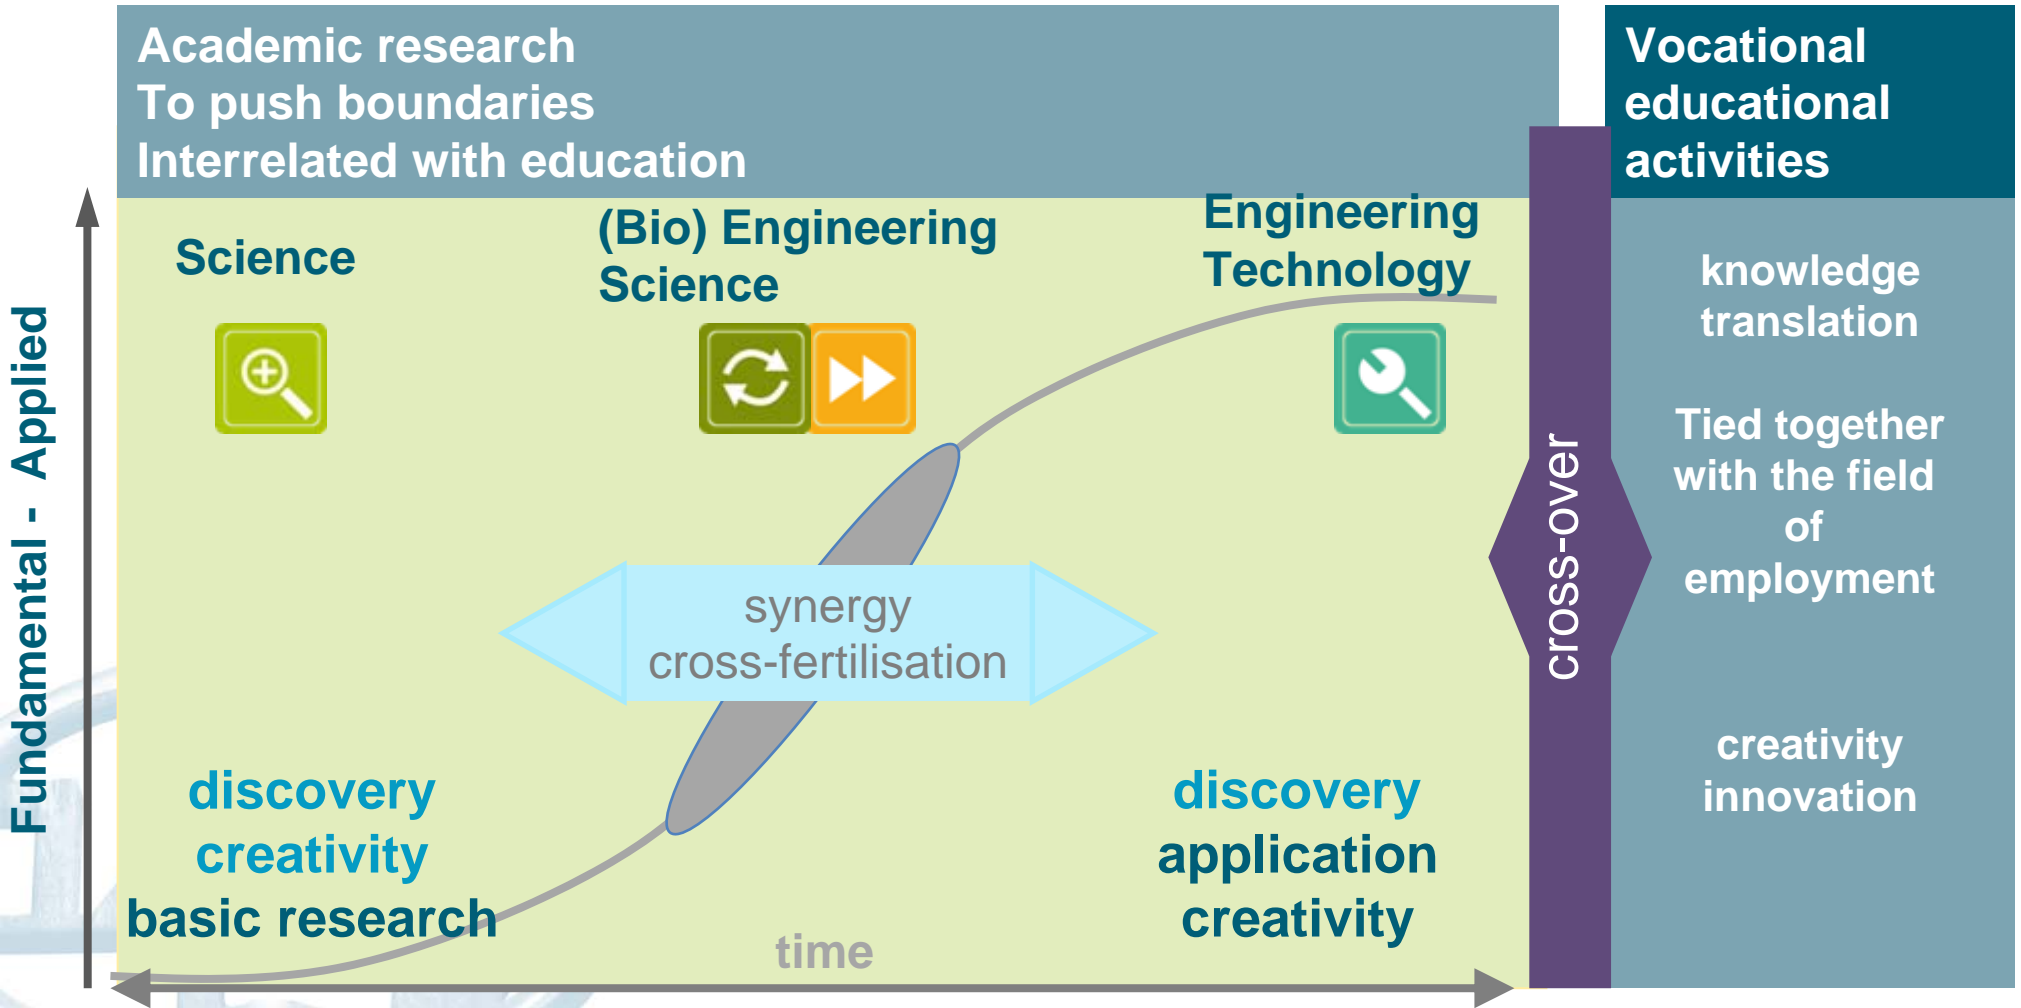 Academic research
To push boundaries
Interrelated with education
Vocational
educational
activities
Fundamental - Applied
Science
(Bio) Engineering
Science
Engineering
Technology
synergy
cross-fertilisation
discovery
creativity
basic research
discovery
application
creativity
time
cross-over
knowledge
translation
Tied together
with the field
of
employment
creativity
innovation